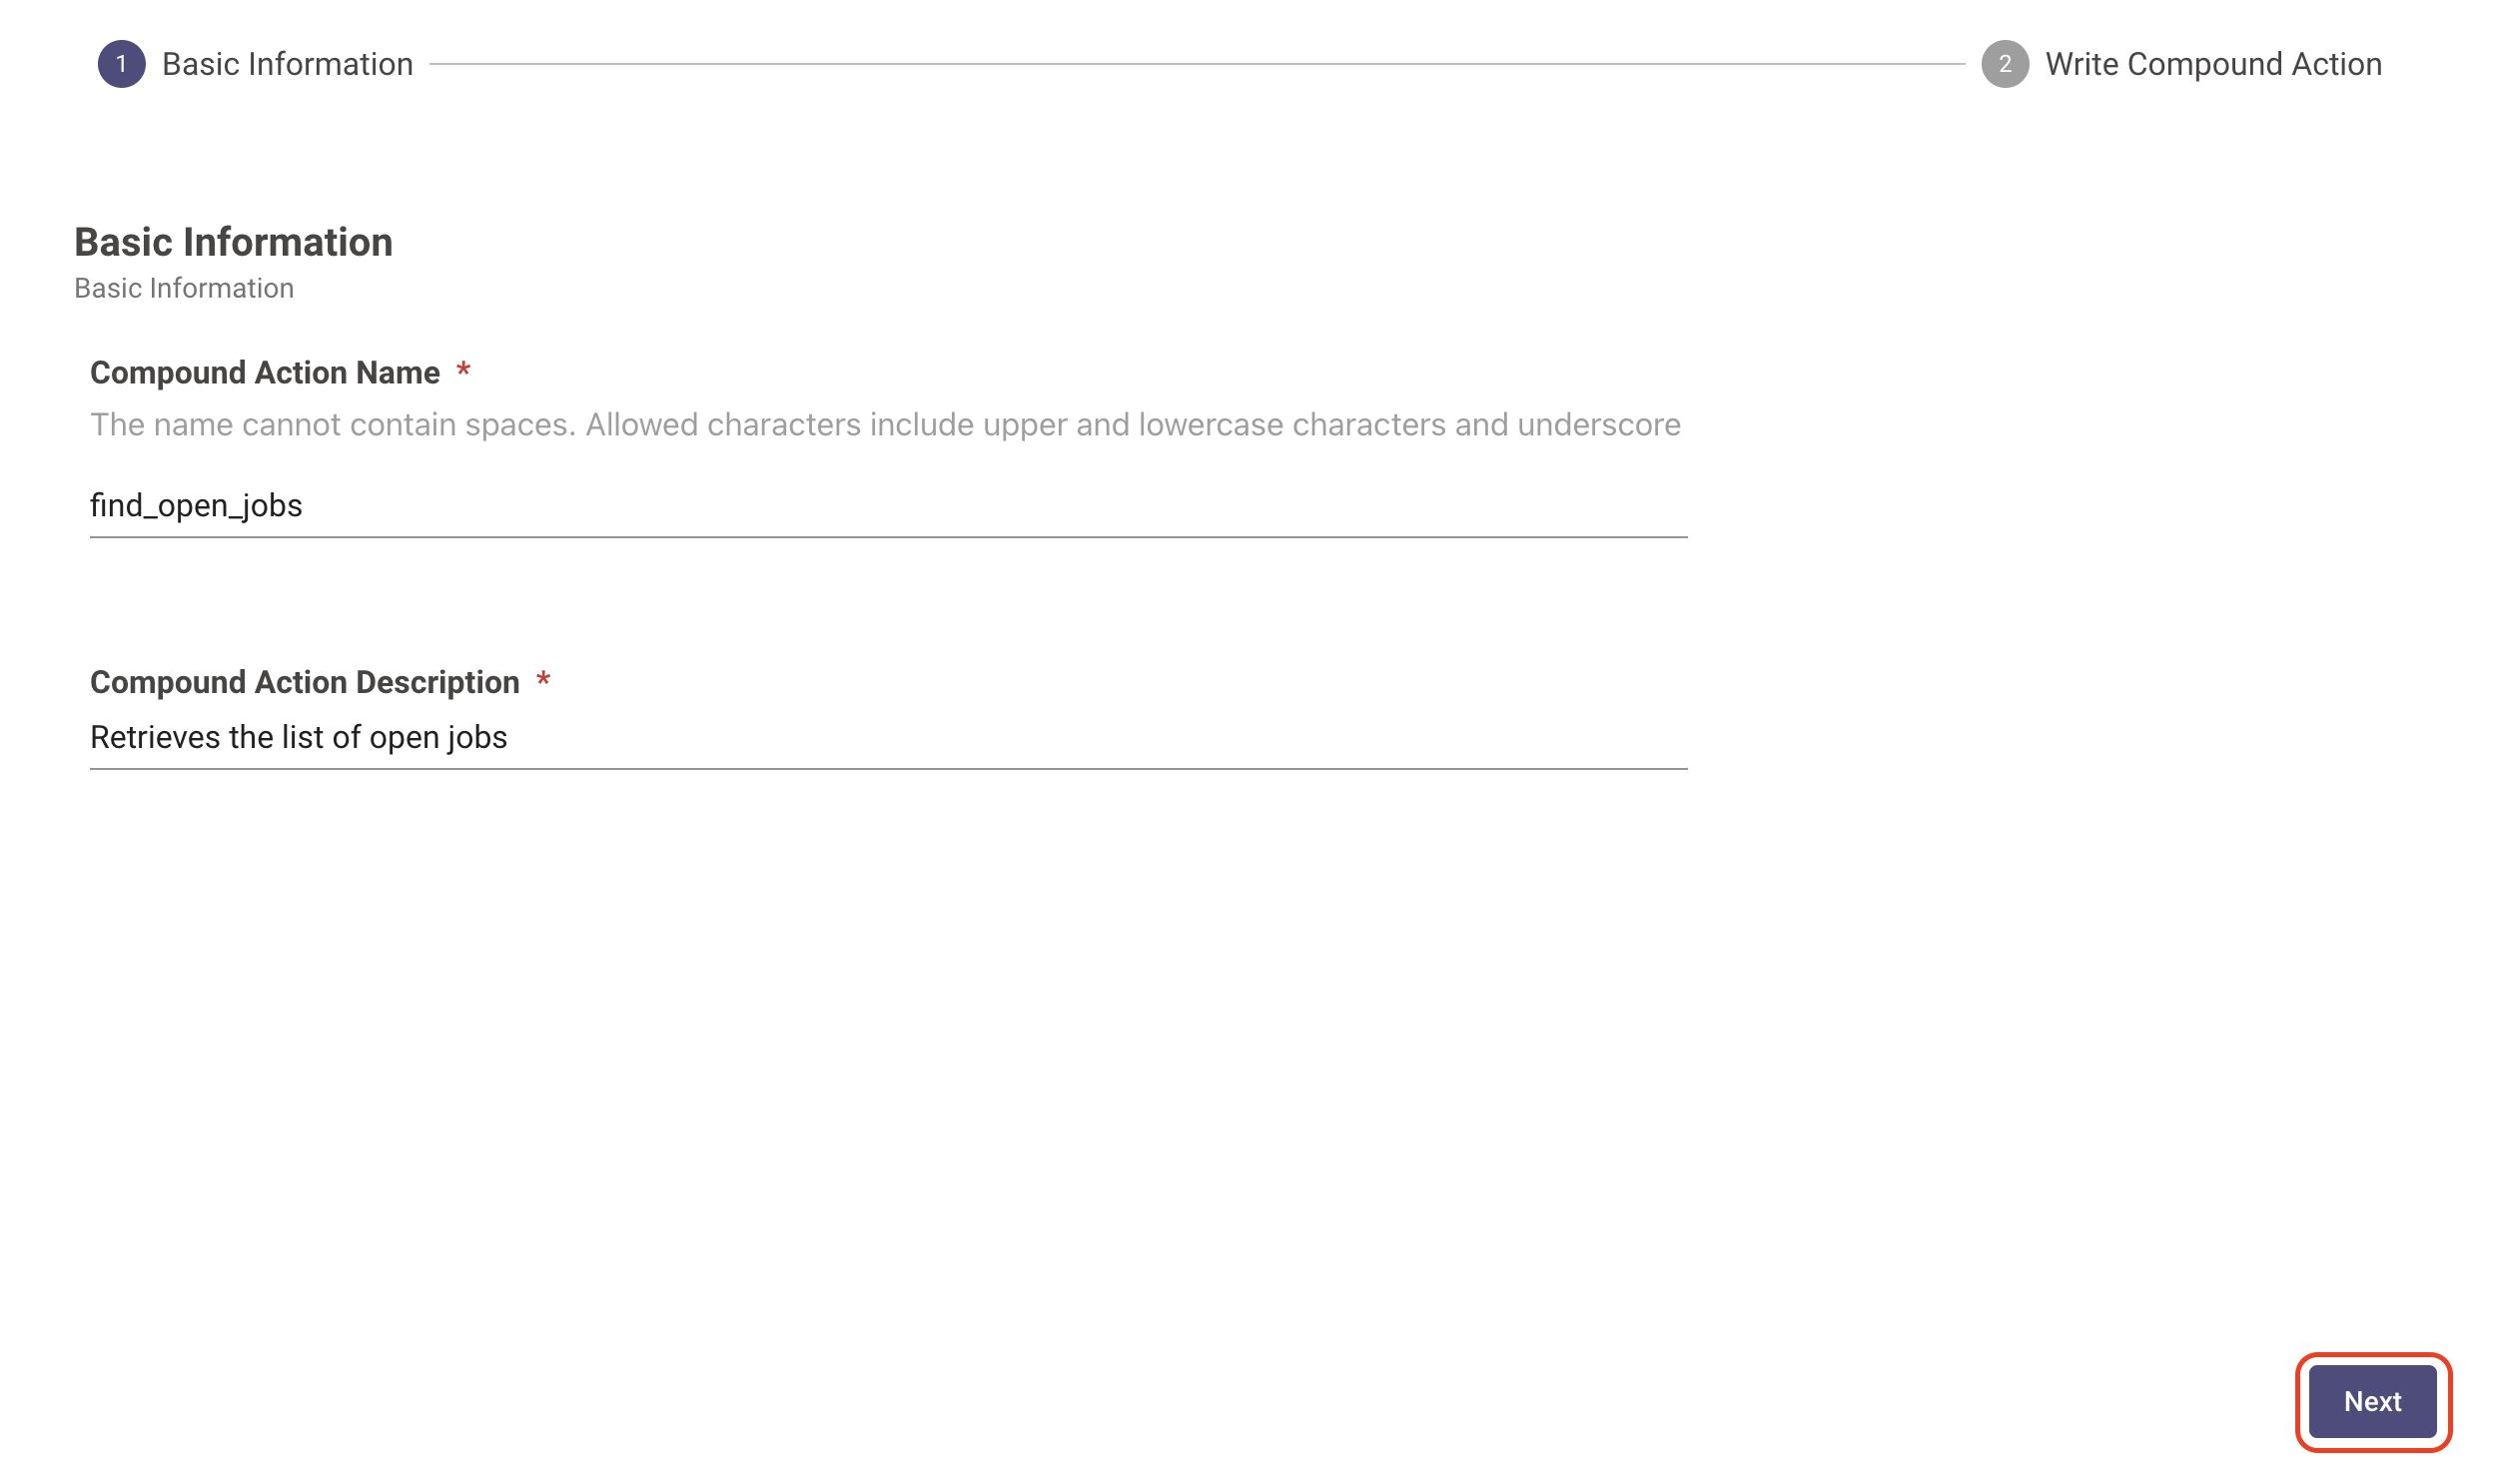 1 Basic Information
2 Write Compound Action
Basic Information
Basic Information
Compound Action Name *
The name cannot contain spaces. Allowed characters include upper and lowercase characters and underscore
find_open_jobs
Compound Action Description *
Retrieves the list of open jobs
Next